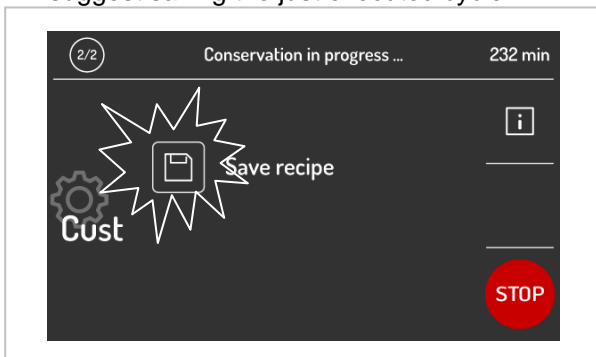 2/2 Conservation in progress ... 232 min
i
Save recipe
Cust
STOP